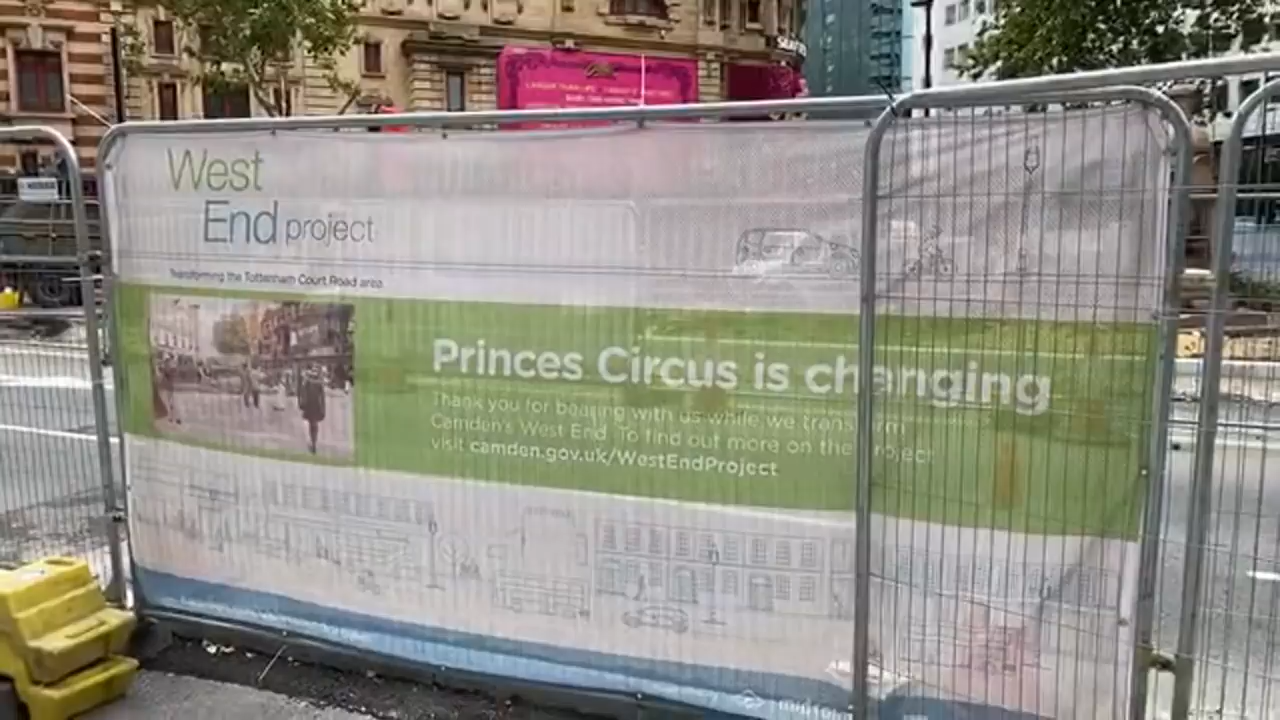 West
End project
Transforming the Tottenham Court Road area
Princes Circus is changing
Thank you for bearing with us while we transform
Camden's West End. To find out more on the project
visit camden.gov.uk/WestEndProject